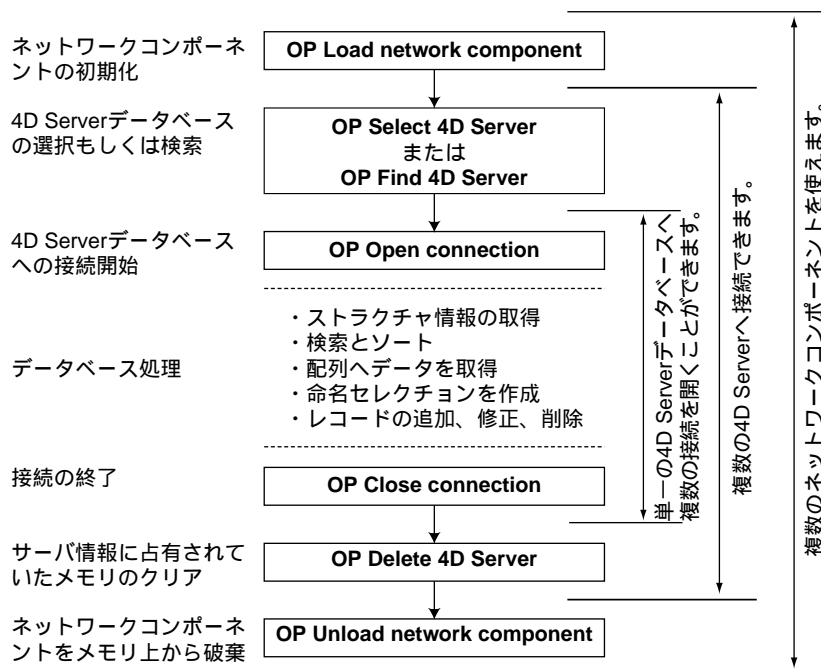 ネットワークコンポーネ
ントの初期化
OP Load network component
4D Serverデータベース
の選択もしくは検索
OP Select 4D Server
または
OP Find 4D Server
4D Serverデータベース
への接続開始
OP Open connection
データベース処理
・ストラクチャ情報の取得
・検索とソート
・配列へデータを取得
・命名セレクションを作成
・レコードの追加、修正、削除
接続の終了
OP Close connection
サーバ情報に占有されて
いたメモリのクリア
OP Delete 4D Server
ネットワークコンポーネ
ントをメモリ上から破棄
OP Unload network component
単一の4D Serverデータベースへ
複数の接続を開くことができます。
複数の4D Serverへ接続できます。
複数のネットワークコンポーネントを使えます。